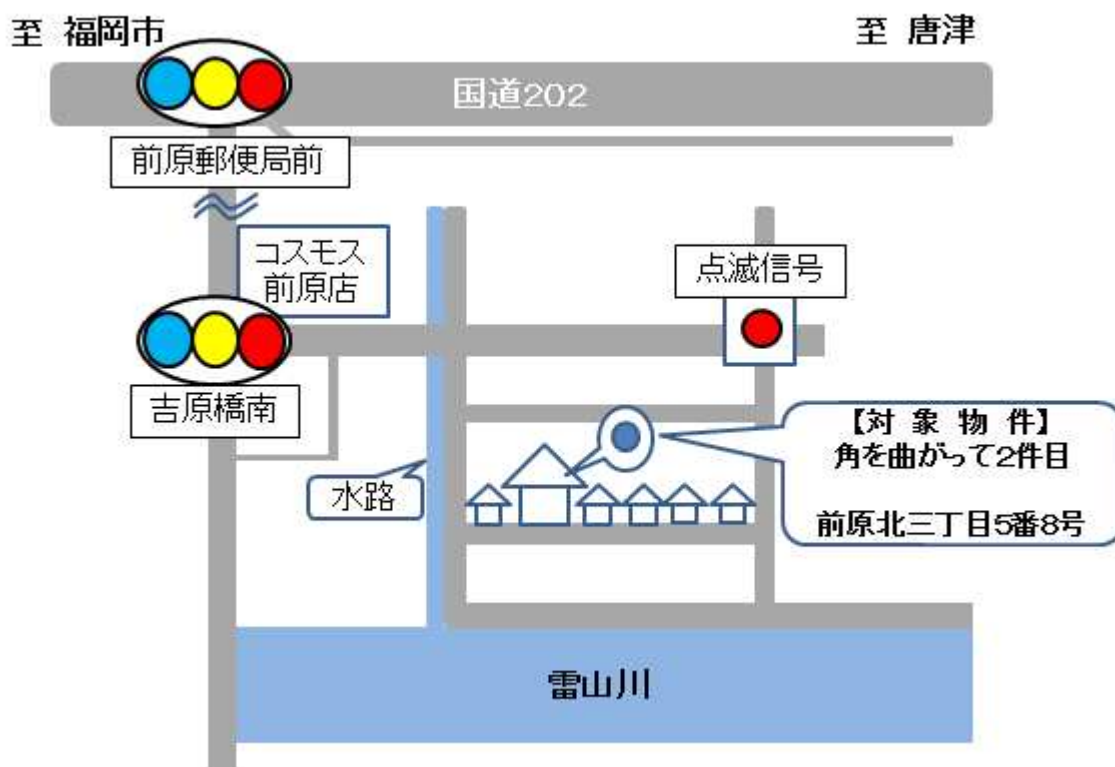 至 福岡市
至 唐津
国道202
前原郵便局前
コスモス
前原店
点滅信号
吉原橋南
【対 象 物 件】
角を曲がって2件目
前原北三丁目5番8号
水路
雷山川